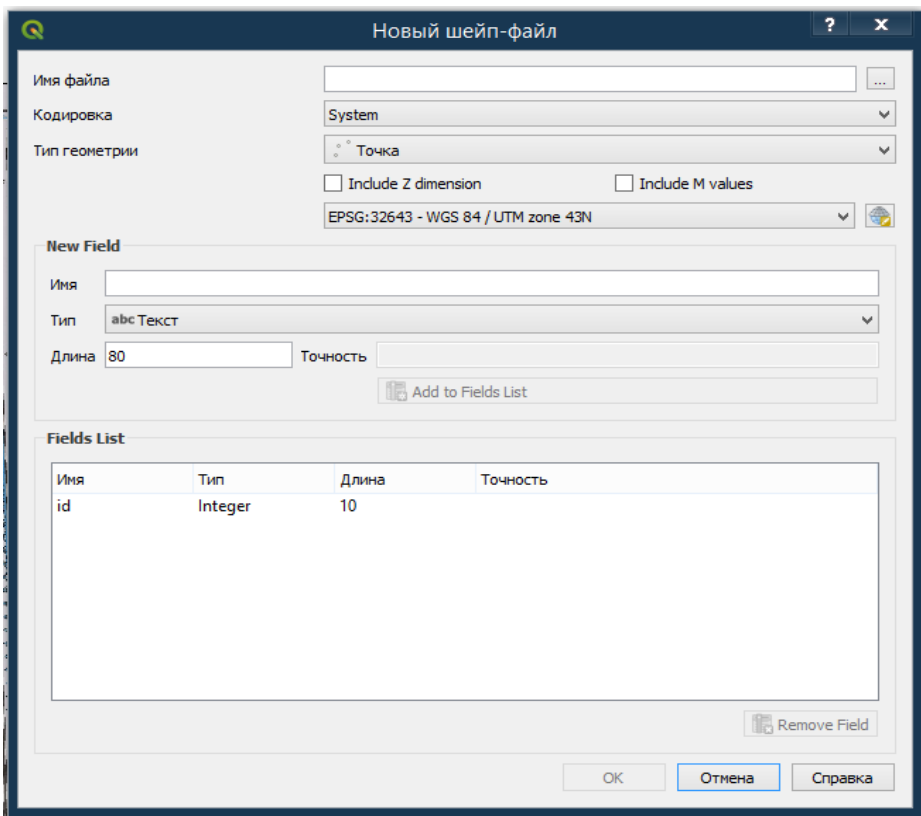 Новый шейп-файл
? x
Имя файла ...
Кодировка System
Тип геометрии Точка
Include Z dimension Include M values
EPSG:32643 - WGS 84 / UTM zone 43N
New Field
Имя
Тип abc Текст
Длина 80 Точность
Add to Fields List
Fields List
Имя Тип Длина Точность
id Integer 10
Remove Field
OK Отмена Справка